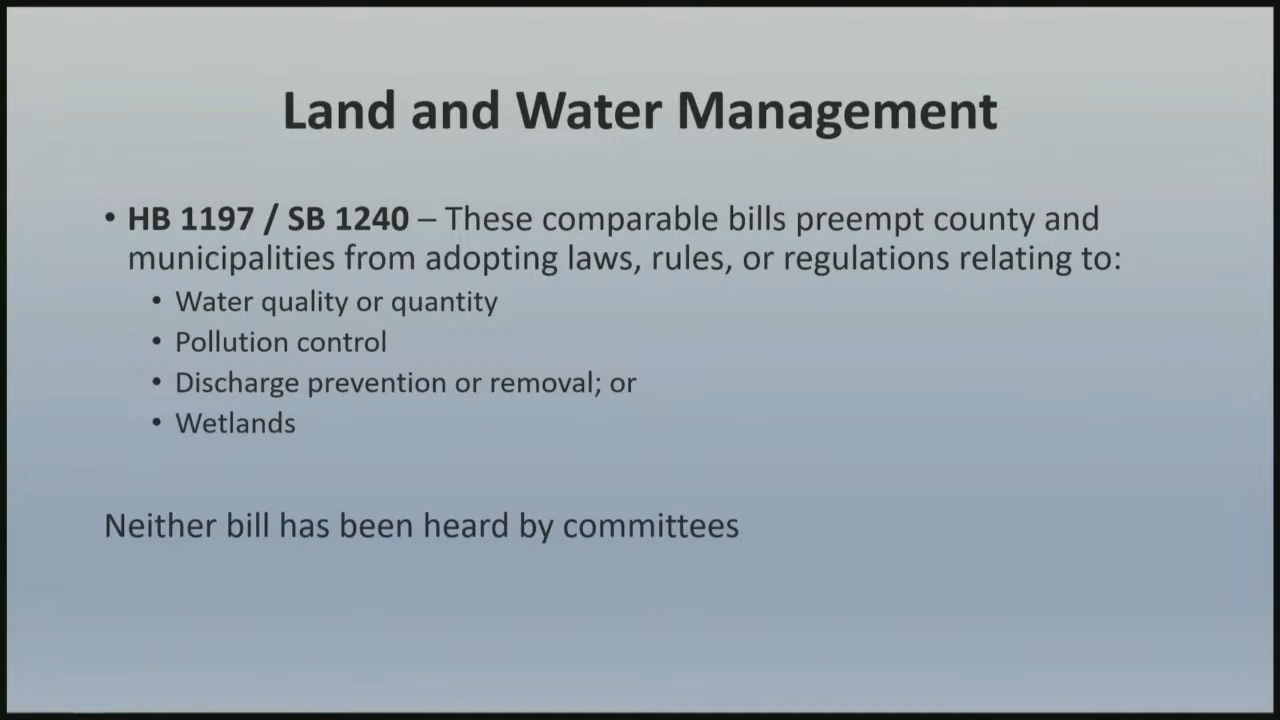 Land and Water Management
• HB 1197 / SB 1240 – These comparable bills preempt county and
municipalities from adopting laws, rules, or regulations relating to:
• Water quality or quantity
• Pollution control
• Discharge prevention or removal; or
• Wetlands
Neither bill has been heard by committees